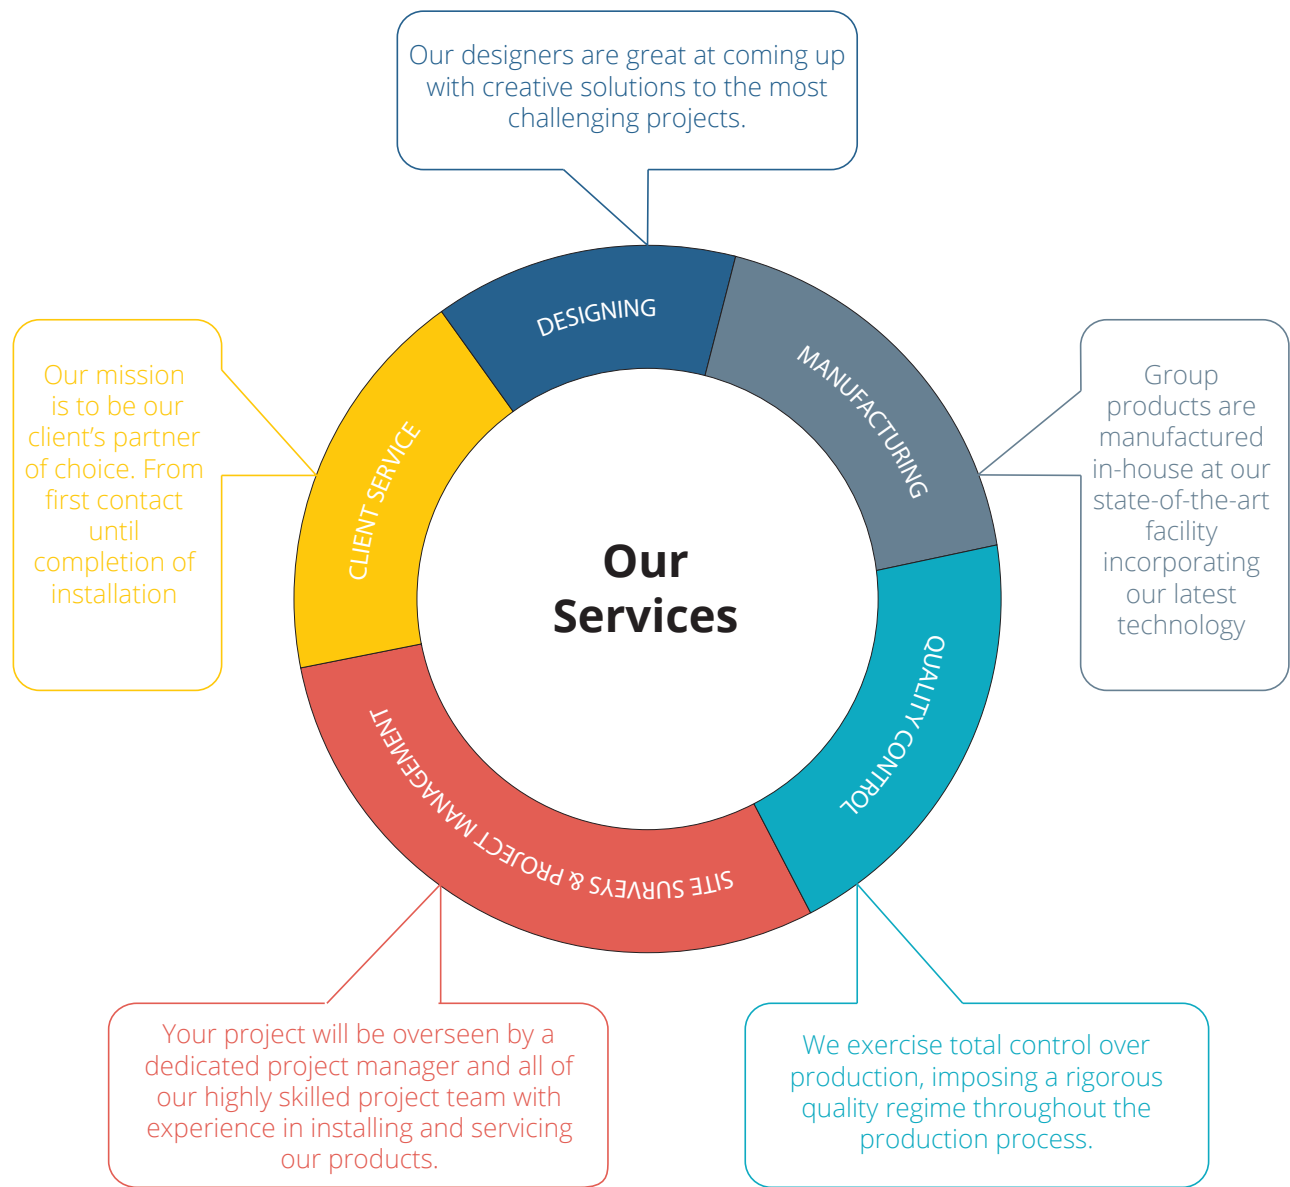 Our designers are great at coming up
with creative solutions to the most
challenging projects.
DESIGNING
MANUFACTURING
Group
products are
manufactured
in-house at our
state-of-the-art
facility
incorporating
our latest
technology
Our mission
is to be our
client’s partner
of choice. From
first contact
until
completion of
installation
CLIENT SERVICE
Our
Services
QUALITY CONTROL
SITE SURVEYS & PROJECT MANAGEMENT
Your project will be overseen by a
dedicated project manager and all of
our highly skilled project team with
experience in installing and servicing
our products.
We exercise total control over
production, imposing a rigorous
quality regime throughout the
production process.